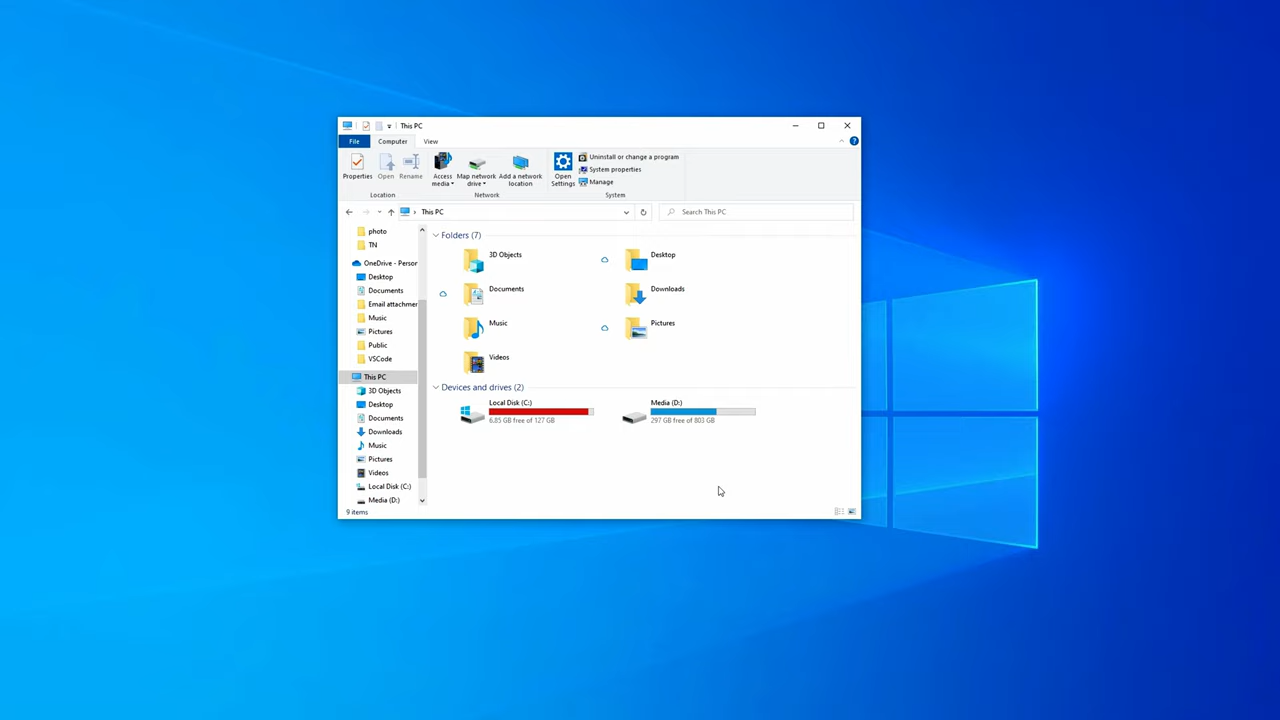 This PC
File
Computer
View
Properties
Open
Rename
Access
media
Map network
drive
Add a network
location
Open
Settings
Uninstall or change a program
System properties
Manage
Location
Network
System
This PC
Search This PC
photo
TN
OneDrive - Person
Desktop
Documents
Email attachmen
Music
Pictures
Public
VSCode
This PC
3D Objects
Desktop
Documents
Downloads
Music
Pictures
Videos
Local Disk (C:)
Media (D:)
Folders (7)
3D Objects
Desktop
Documents
Downloads
Music
Pictures
Videos
Devices and drives (2)
Local Disk (C:)
6.85 GB free of 127 GB
Media (D:)
297 GB free of 803 GB
9 items